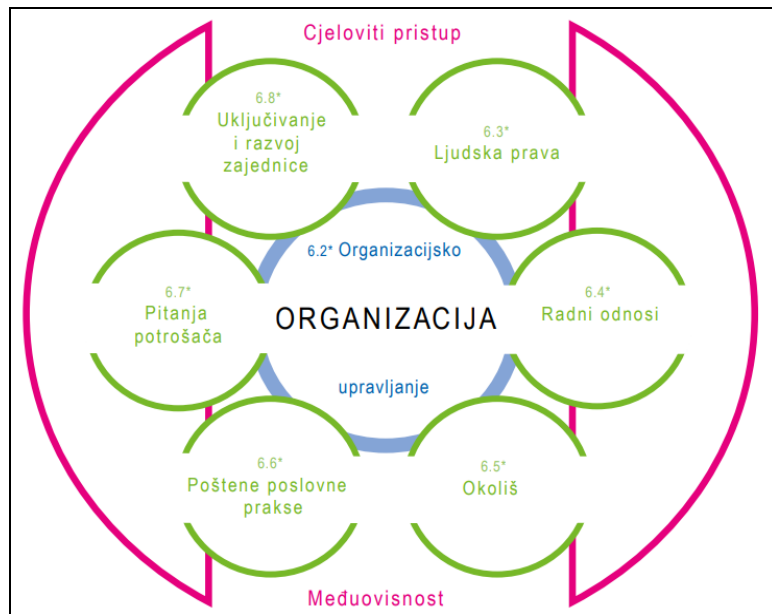 Cjeloviti pristup
6.8*
Uključivanje
i razvoj
zajednice
6.3*
Ljudska prava
6.2* Organizacijsko
6.7*
Pitanja
potrošača
ORGANIZACIJA
6.4*
Radni odnosi
upravljanje
6.6*
Poštene poslovne
prakse
6.5*
Okoliš
Međuovisnost